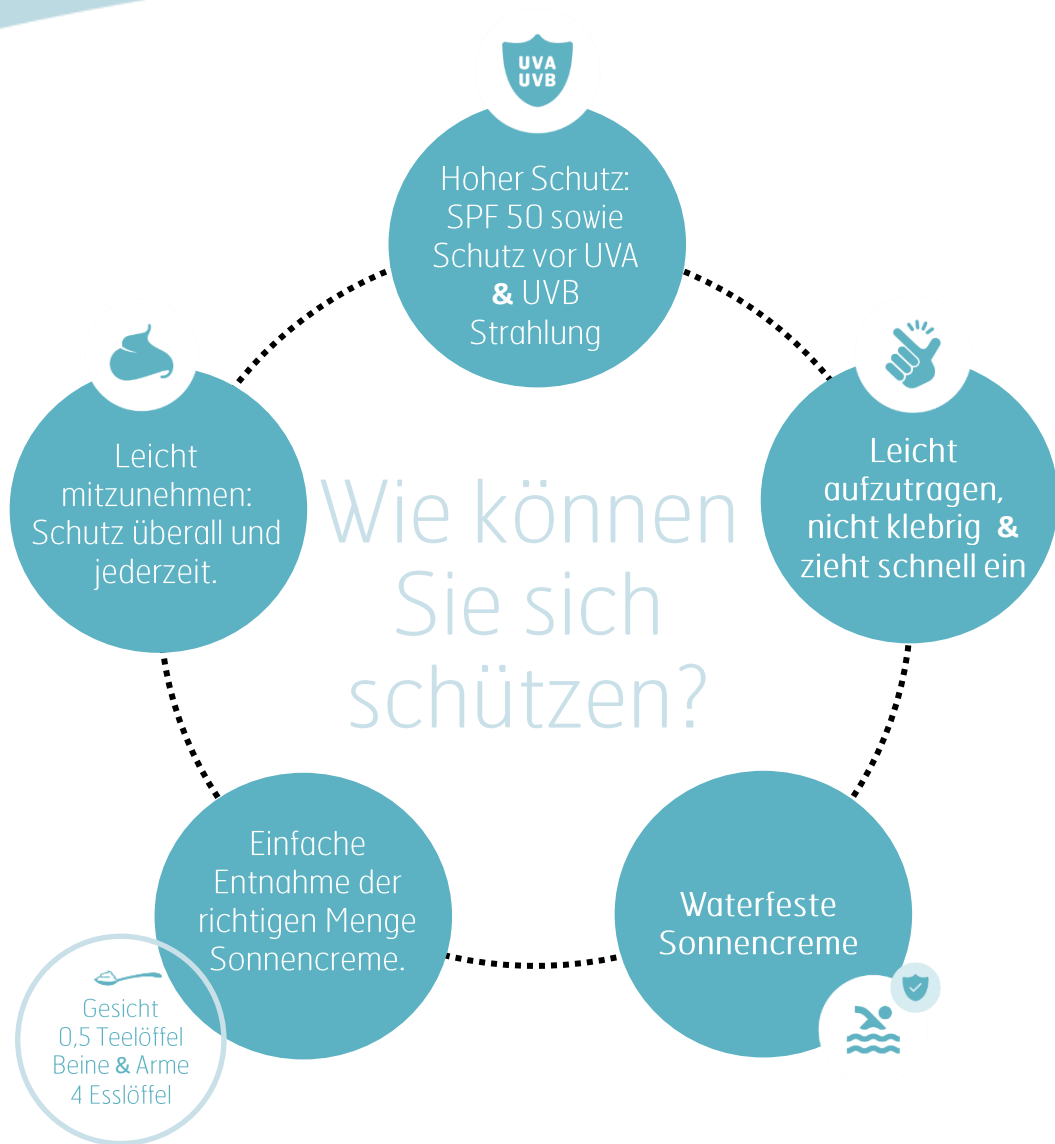 UVA
UVB
Hoher Schutz:
SPF 50 sowie
Schutz vor UVA
& UVB
Strahlung
Leicht
aufzutragen,
nicht klebrig &
zieht schnell ein
Waterfeste
Sonnencreme
Einfache
Entnahme der
richtigen Menge
Sonnencreme.
Gesicht
0,5 Teelöffel
Beine & Arme
4 Esslöffel
Leicht
mitzunehmen:
Schutz überall und
jederzeit.
Wie können
Sie sich
schützen?